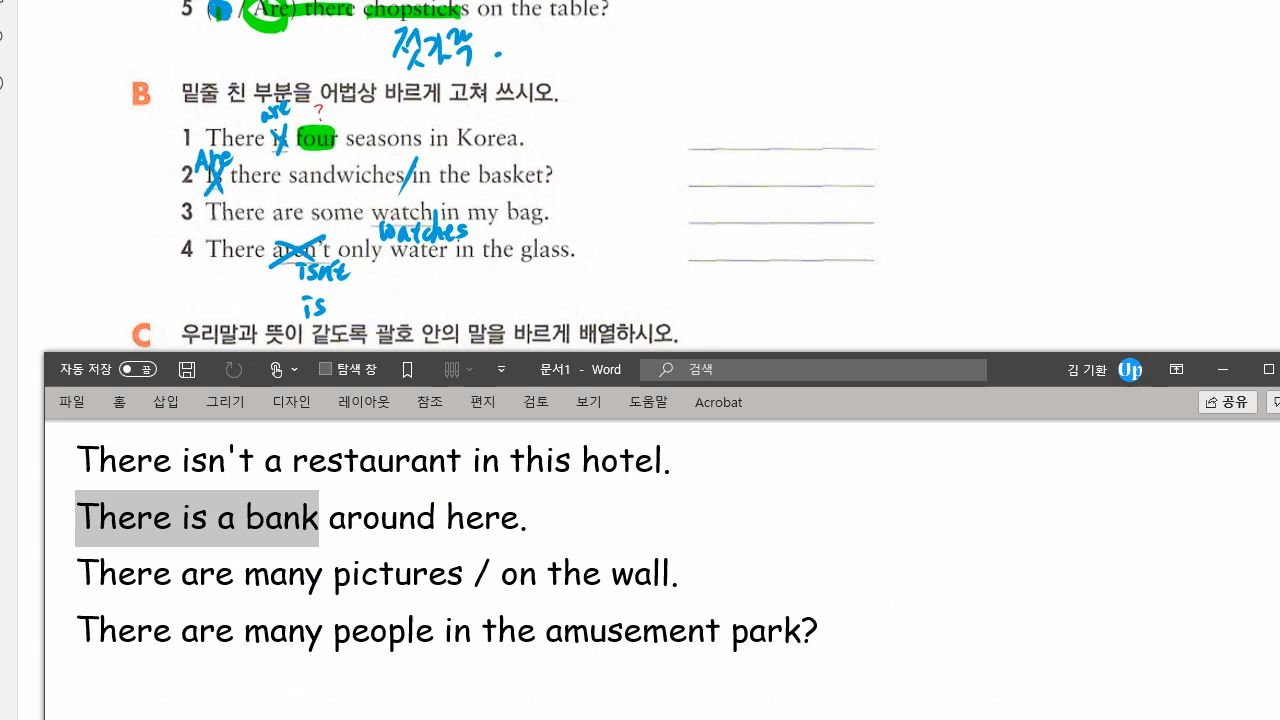 5 ( / Are) there chopsticks on the table?
젓가락.
B 밑줄 친 부분을 어법상 바르게 고쳐 쓰시오.
are ?
1 There is four seasons in Korea.
Are
2 Is there sandwiches/in the basket?
3 There are some watch in my bag.
watches
4 There aren't only water in the glass.
isn't
is
C 우리말과 뜻이 같도록 괄호 안의 말을 바르게 배열하시오.
자동 저장 끔 탐색 창 문서1 - Word 검색 김 기환 Up
파일 홈 삽입 그리기 디자인 레이아웃 참조 편지 검토 보기 도움말 Acrobat 공유
There isn't a restaurant in this hotel.
There is a bank around here.
There are many pictures / on the wall.
There are many people in the amusement park?